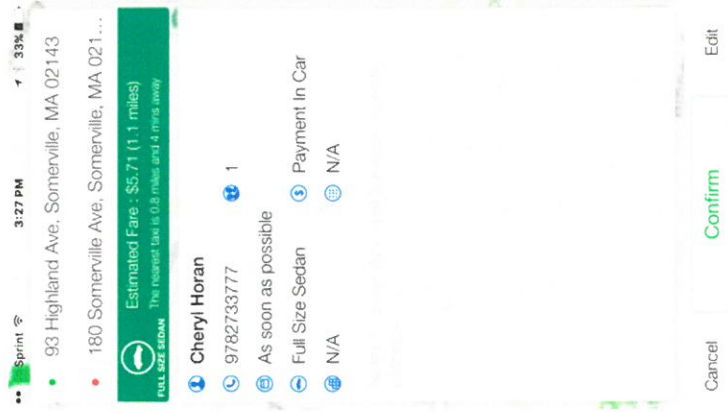 Sprint 3:27 PM 33%
93 Highland Ave, Somerville, MA 02143
180 Somerville Ave, Somerville, MA 021...
Estimated Fare : $5.71 (1.1 miles)
The nearest taxi is 0.8 miles and 4 mins away
FULL SIZE SEDAN
Cheryl Horan
9782733777 1
As soon as possible
Full Size Sedan Payment In Car
N/A N/A
Cancel Confirm Edit